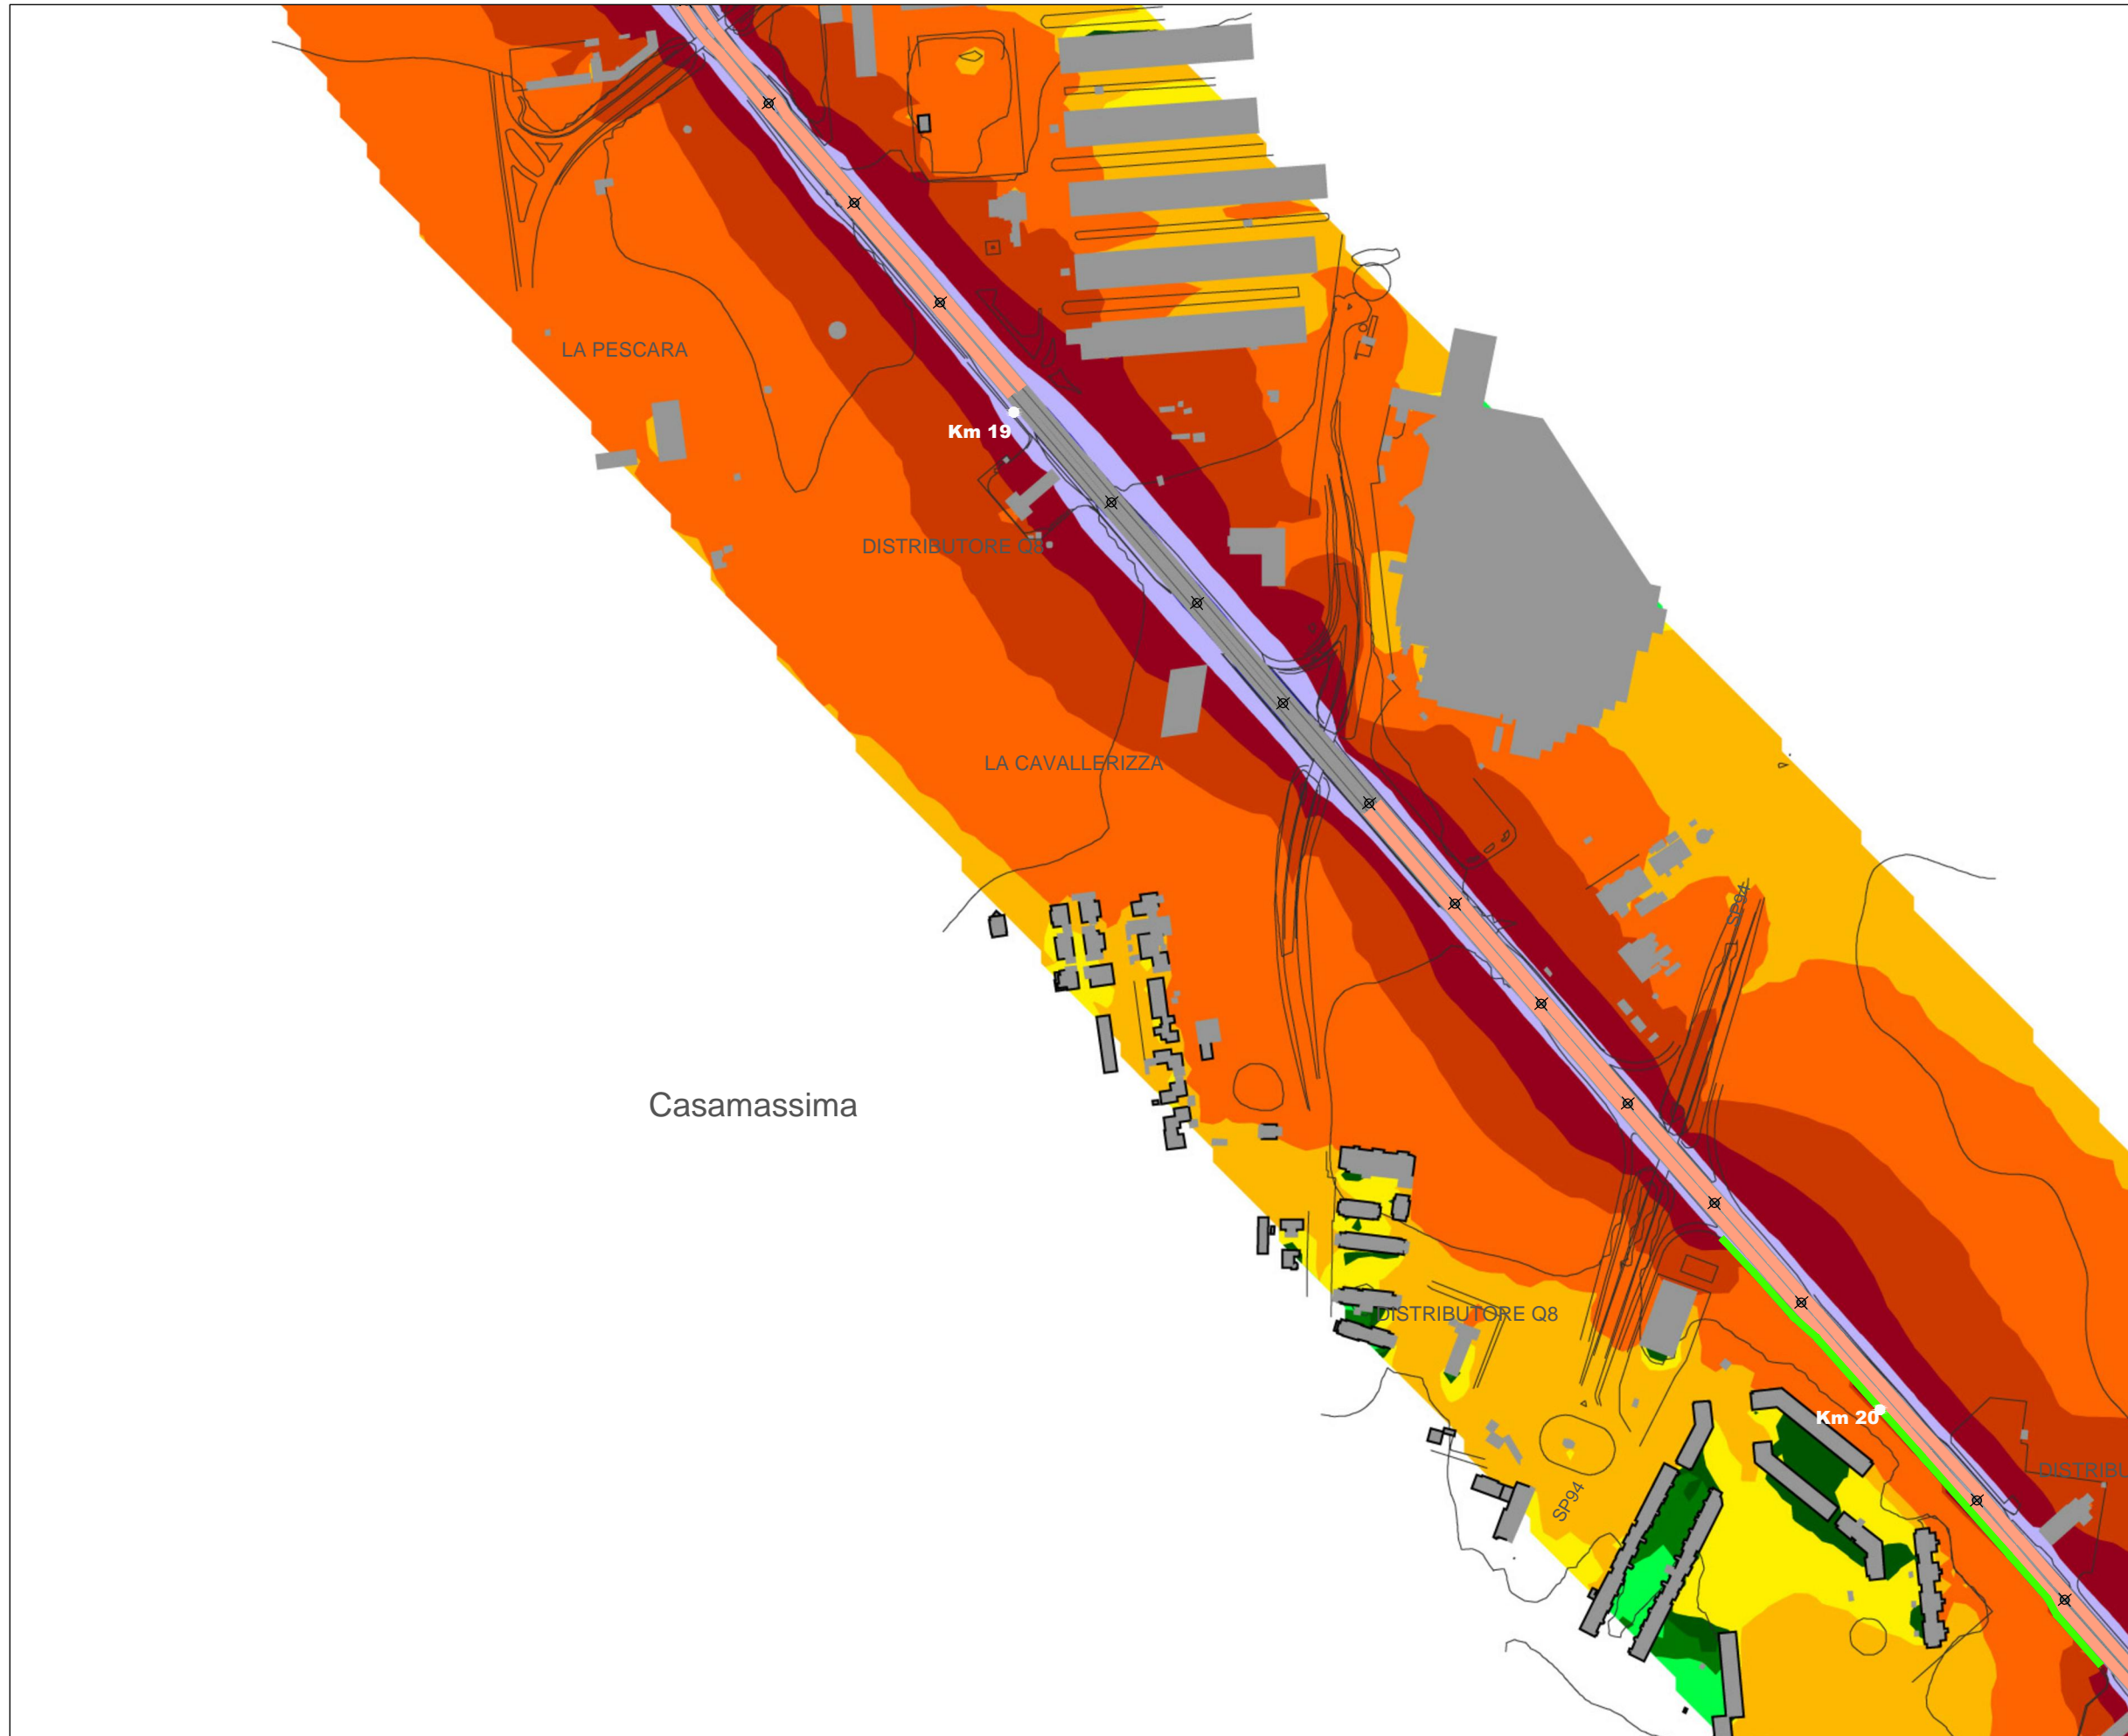 LA PESCARA
Km 19
DISTRIBUTORE Q8
LA CAVALLERIZZA
SP94
Casamassima
DISTRIBUTORE Q8
Km 20
DISTRIBU
SP94